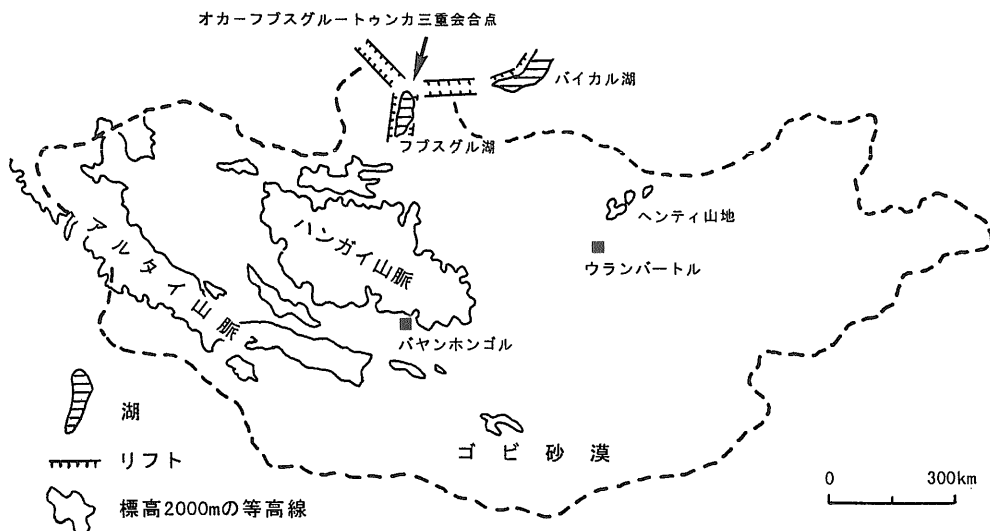 オカーフブスグルートゥンカ三重会合点
バイカル湖
フブスグル湖
ヘンティ山地
ハンガイ山脈
ウランバートル
アルタイ山脈
バヤンホンゴル
湖
ゴビ砂漠
リフト
標高2000mの等高線
0 300km